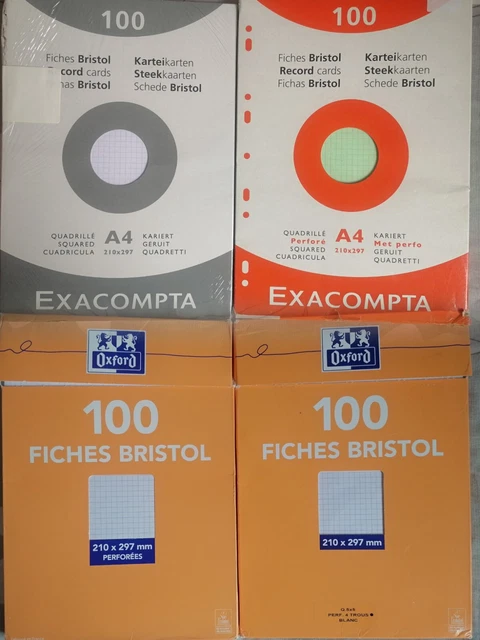 100
Fiches Bristol Karteikarten
Record cards Steekkaarten
Fichas Bristol Schede Bristol
QUADRILLÉ A4 KARIERT
SQUARED GERUIT
CUADRICULA 210x297 QUADRETTI
EXACOMPTA
100
Fiches Bristol Karteikarten
Record cards Steekkaarten
Fichas Bristol Schede Bristol
QUADRILLÉ A4 KARIERT
Perforé Met perfo
SQUARED 210x297 GERUIT
CUADRICULA QUADRETTI
EXACOMPTA
Oxford
100
FICHES BRISTOL
210 x 297 mm
PERFORÉES
Oxford
100
FICHES BRISTOL
210 x 297 mm
Q.5x5
PERF. 4 TROUS
BLANC